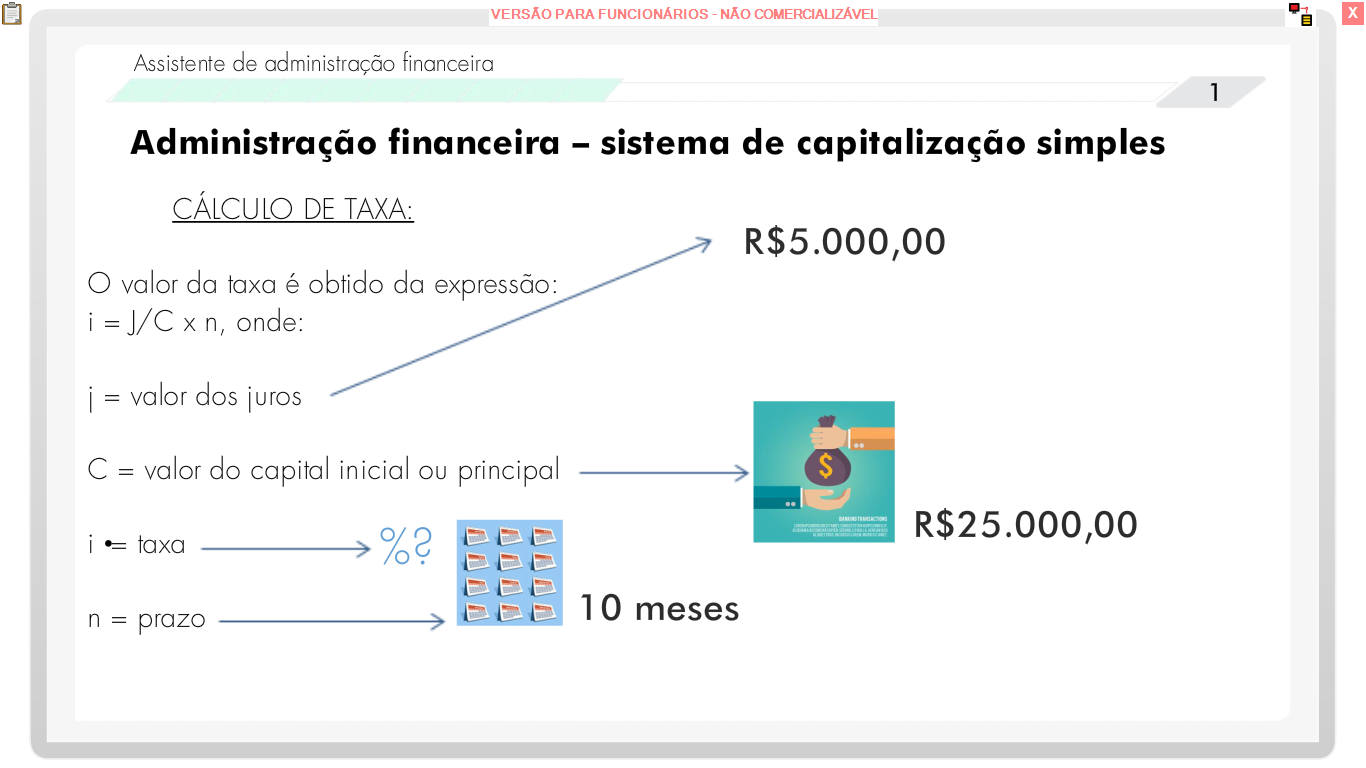 VERSÃO PARA FUNCIONÁRIOS - NÃO COMERCIALIZÁVEL
X
Assistente de administração financeira
1
Administração financeira – sistema de capitalização simples
CÁLCULO DE TAXA:
R$5.000,00
O valor da taxa é obtido da expressão:
i = J/C x n, onde:
j = valor dos juros
C = valor do capital inicial ou principal
$
BANKING TRANSACTIONS
R$25.000,00
i •= taxa
%?
n = prazo
10 meses